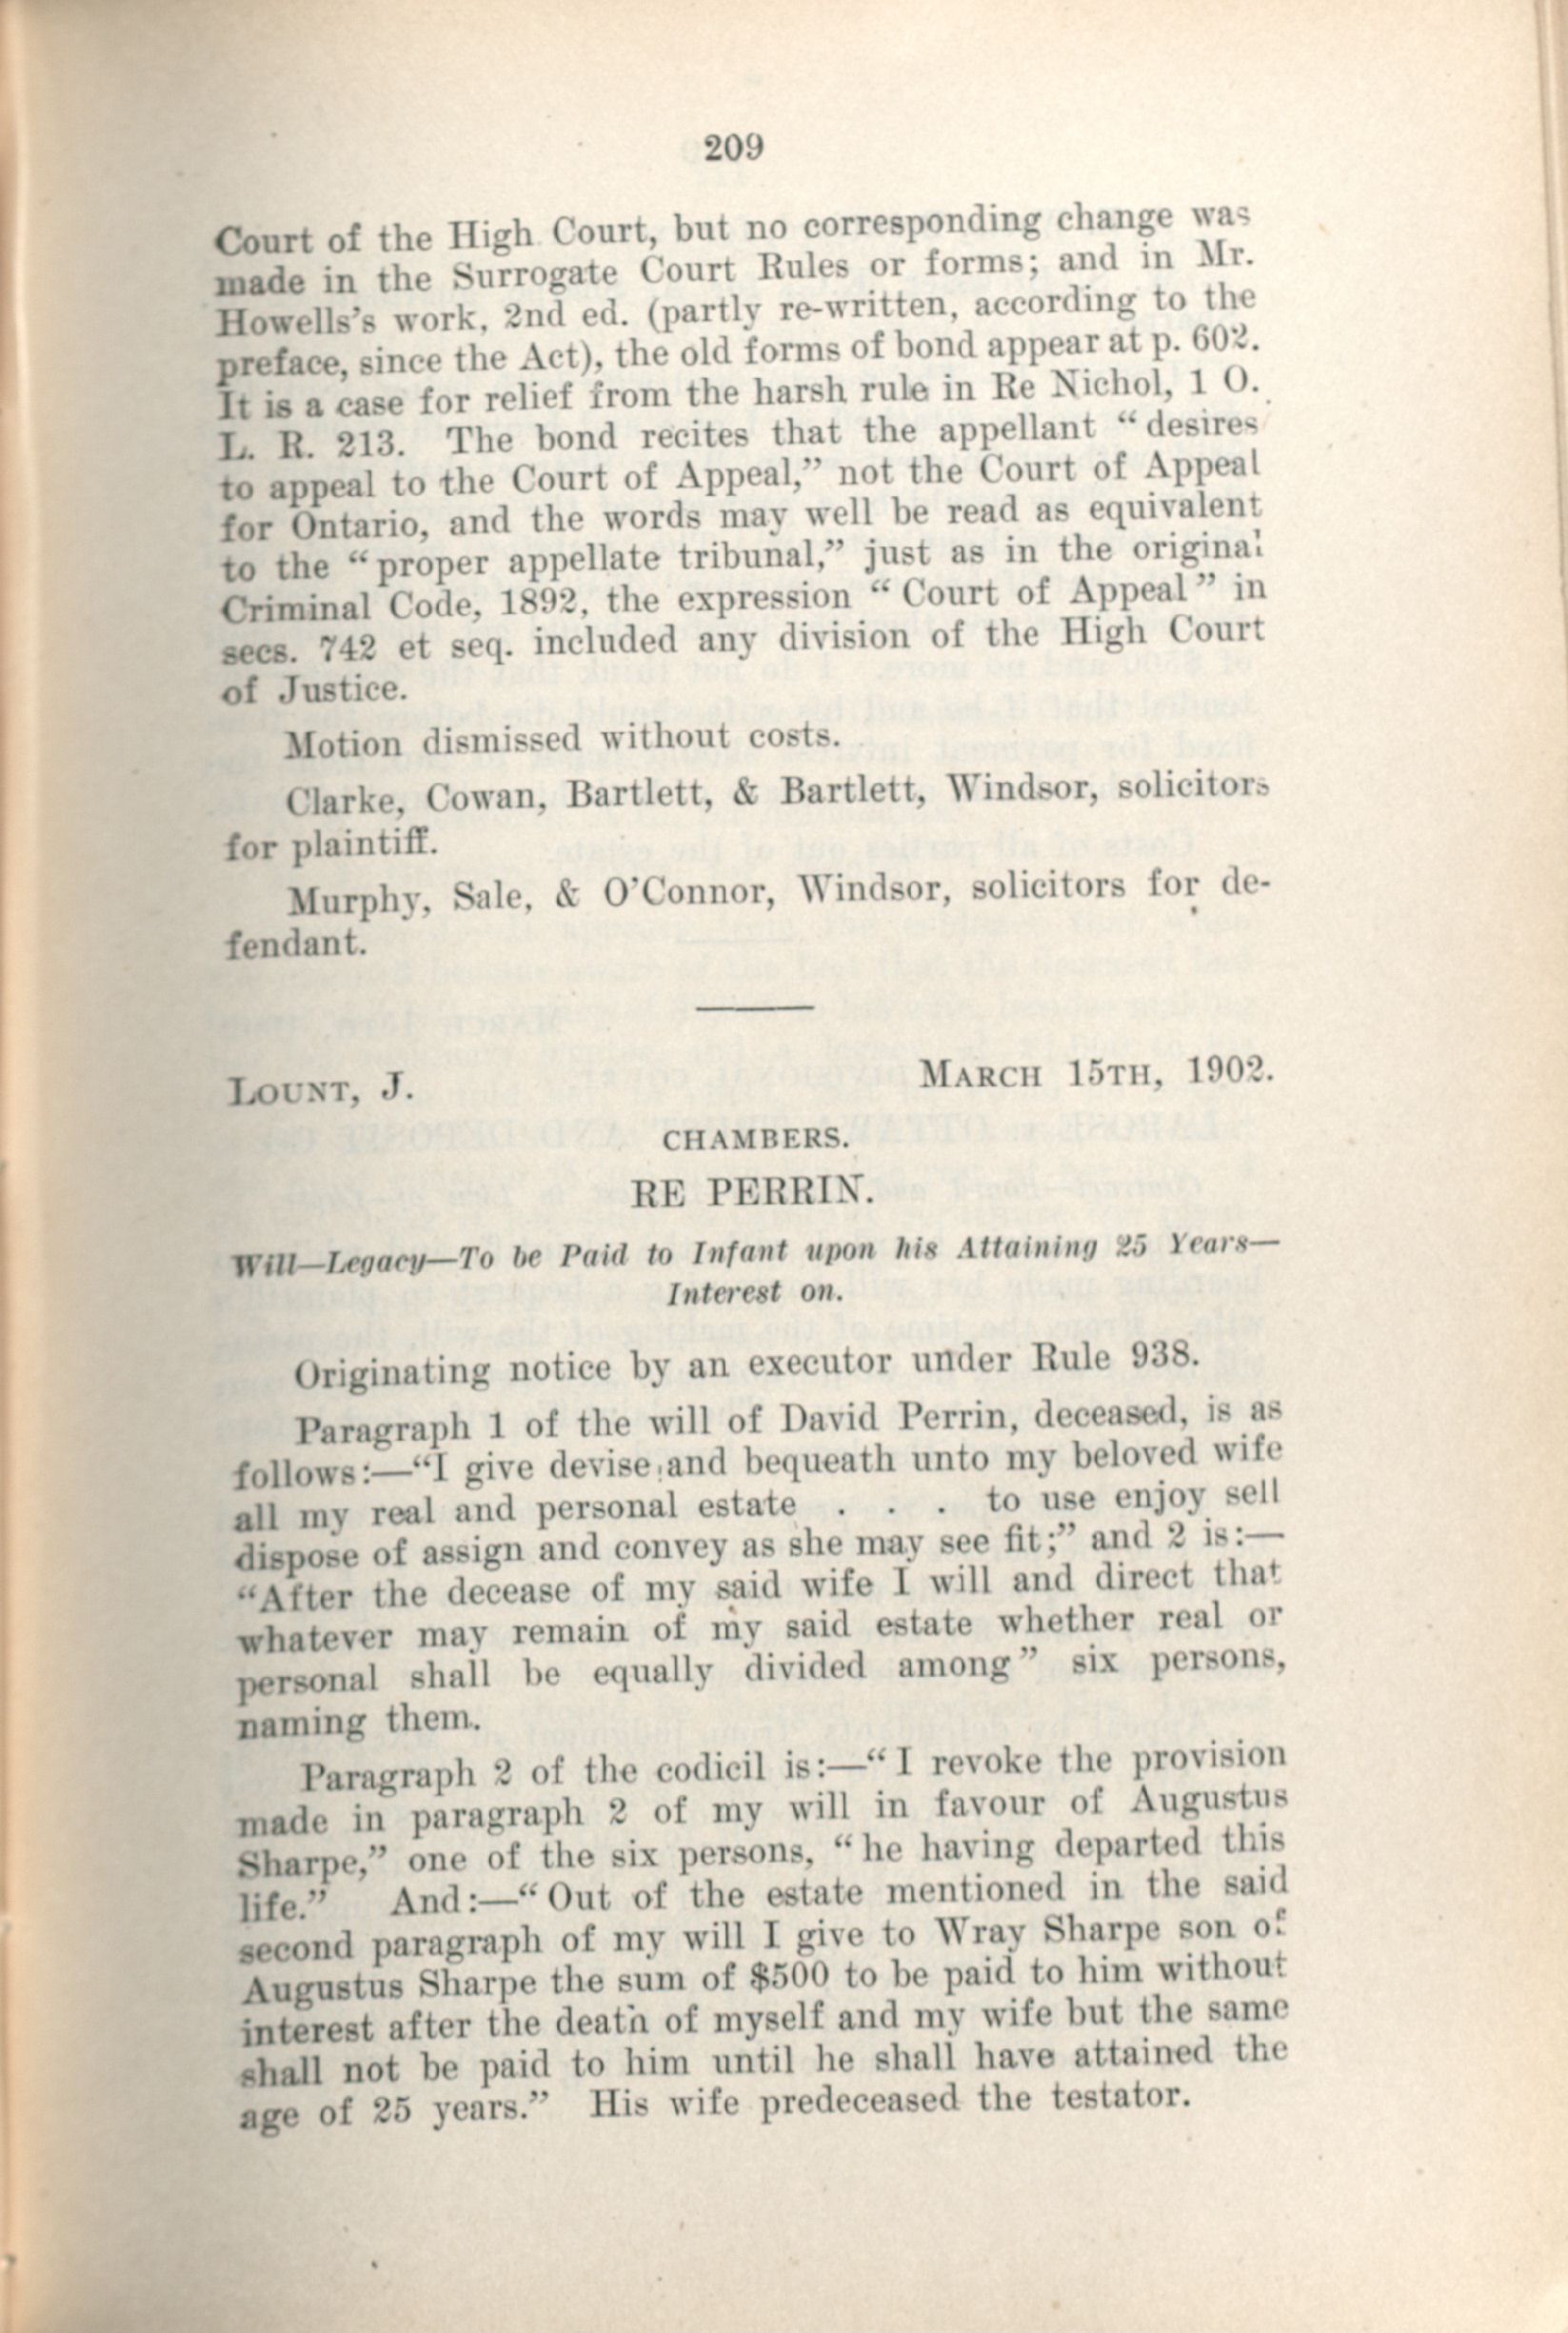 209
Court of the High Court, but no corresponding change was
made in the Surrogate Court Rules or forms; and in Mr.
Howells's work, 2nd ed. (partly re-written, according to the
preface, since the Act), the old forms of bond appear at p. 602.
It is a case for relief from the harsh rule in Re Nichol, 1 O.
L. R. 213. The bond recites that the appellant “desires
to appeal to the Court of Appeal,” not the Court of Appeal
for Ontario, and the words may well be read as equivalent
to the “proper appellate tribunal,” just as in the original
Criminal Code, 1892, the expression “Court of Appeal” in
secs. 742 et seq. included any division of the High Court
of Justice.
Motion dismissed without costs.
Clarke, Cowan, Bartlett, & Bartlett, Windsor, solicitors
for plaintiff.
Murphy, Sale, & O'Connor, Windsor, solicitors for de-
fendant.
LOUNT, J.
MARCH 15TH, 1902.
CHAMBERS.
RE PERRIN.
Will—Legacy—To be Paid to Infant upon his Attaining 25 Years—
Interest on.
Originating notice by an executor under Rule 938.
Paragraph 1 of the will of David Perrin, deceased, is as
follows:—“I give devise and bequeath unto my beloved wife
all my real and personal estate . . . to use enjoy sell
dispose of assign and convey as she may see fit;” and 2 is:—
“After the decease of my said wife I will and direct that
whatever may remain of my said estate whether real or
personal shall be equally divided among” six persons,
naming them.
Paragraph 2 of the codicil is:—“I revoke the provision
made in paragraph 2 of my will in favour of Augustus
Sharpe,” one of the six persons, “he having departed this
life.” And:—“Out of the estate mentioned in the said
second paragraph of my will I give to Wray Sharpe son of
Augustus Sharpe the sum of $500 to be paid to him without
interest after the death of myself and my wife but the same
shall not be paid to him until he shall have attained the
age of 25 years.” His wife predeceased the testator.